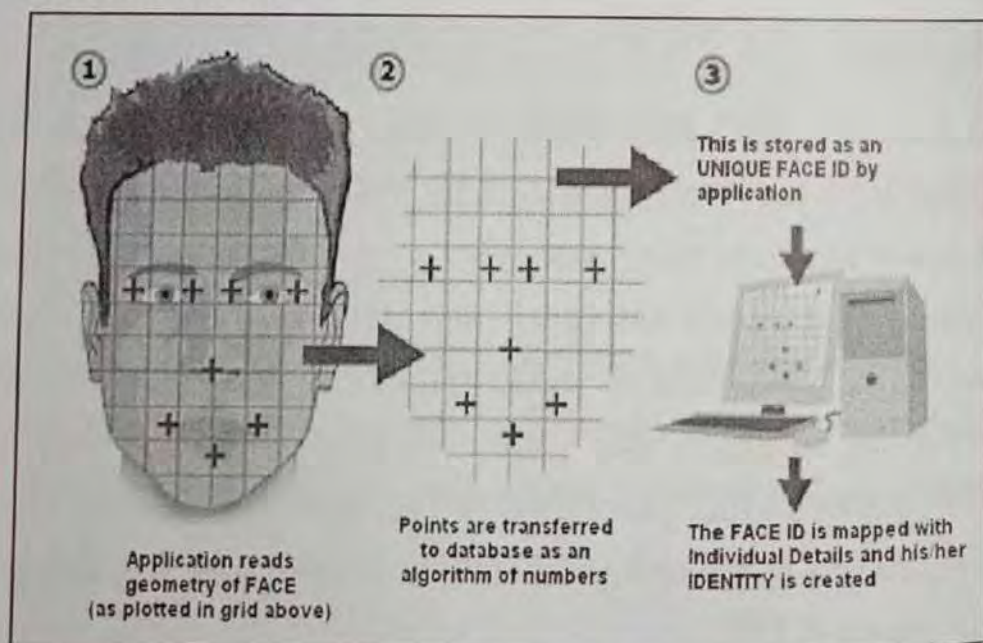 1
Application reads
geometry of FACE
(as plotted in grid above)
2
Points are transferred
to database as an
algorithm of numbers
3
This is stored as an
UNIQUE FACE ID by
application
The FACE ID is mapped with
Individual Details and his/her
IDENTITY is created